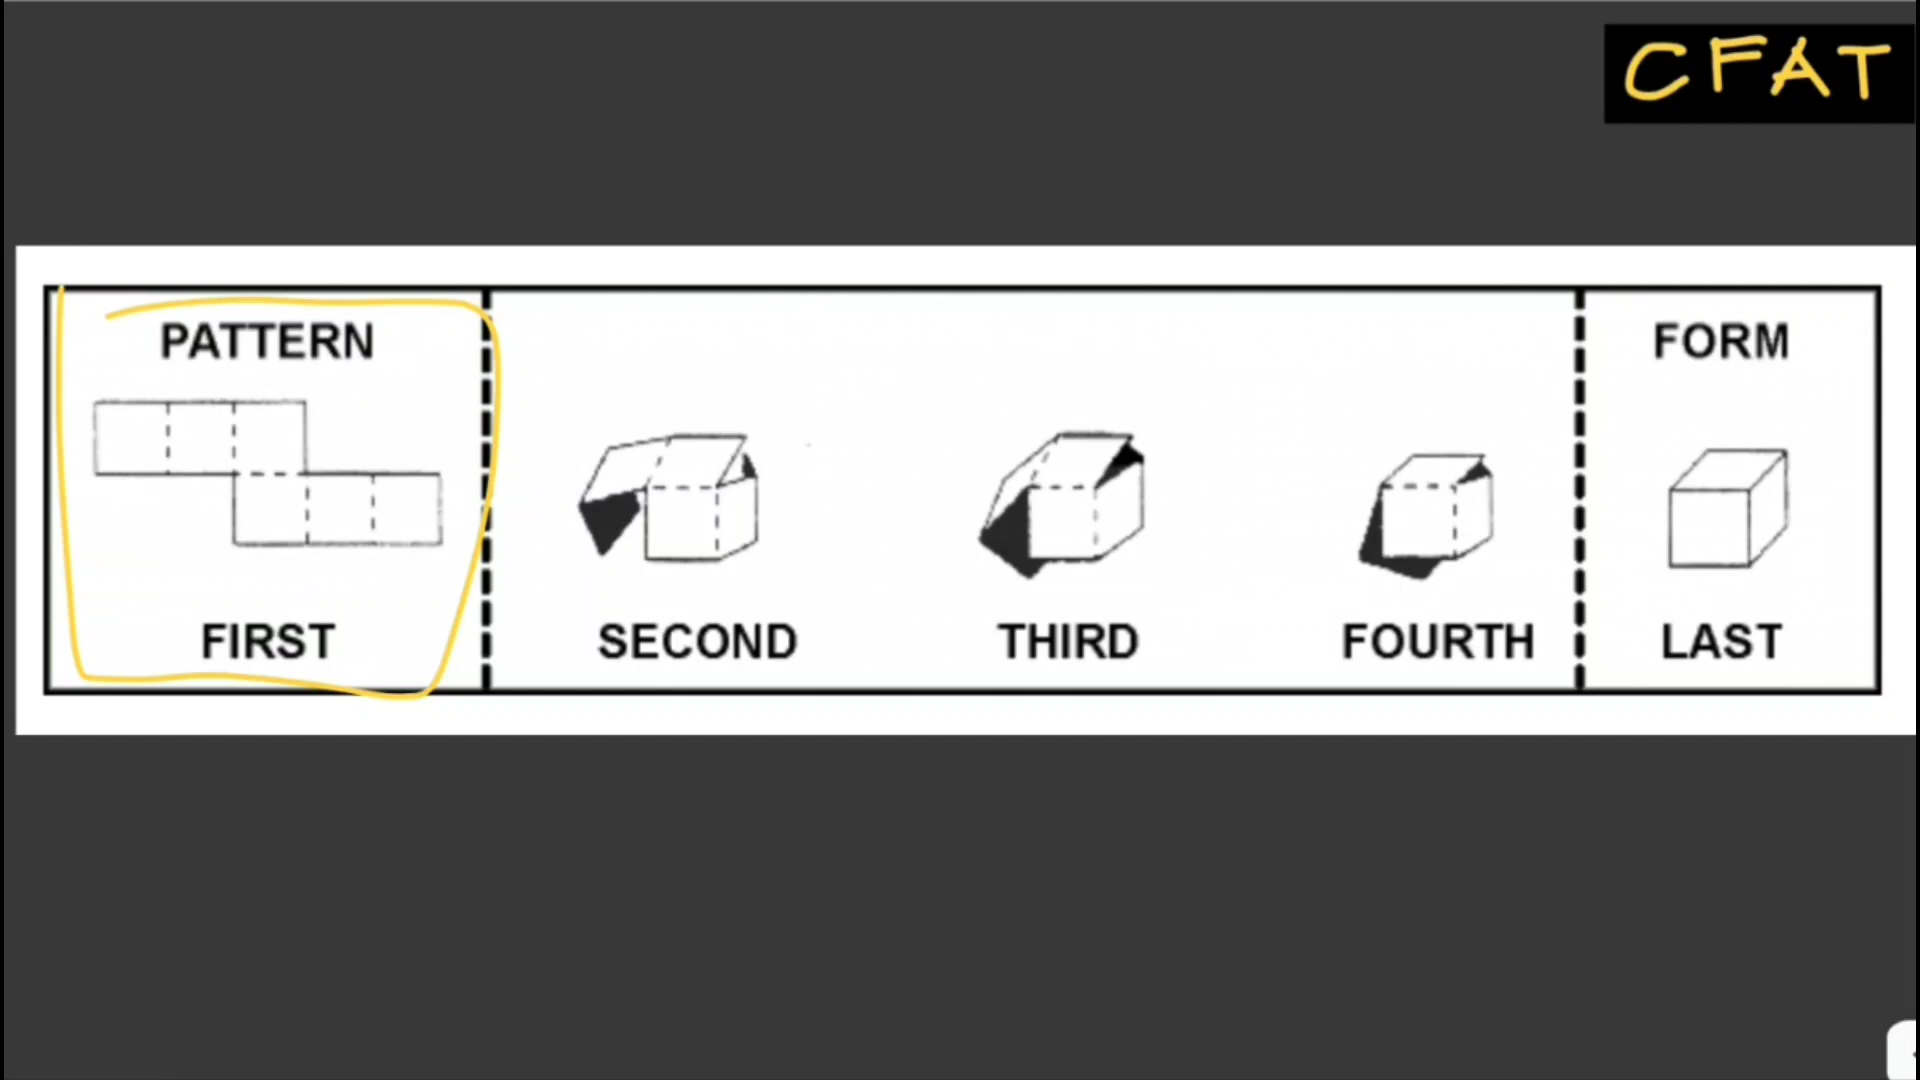 CFAT
PATTERN
FORM
FIRST
SECOND
THIRD
FOURTH
LAST